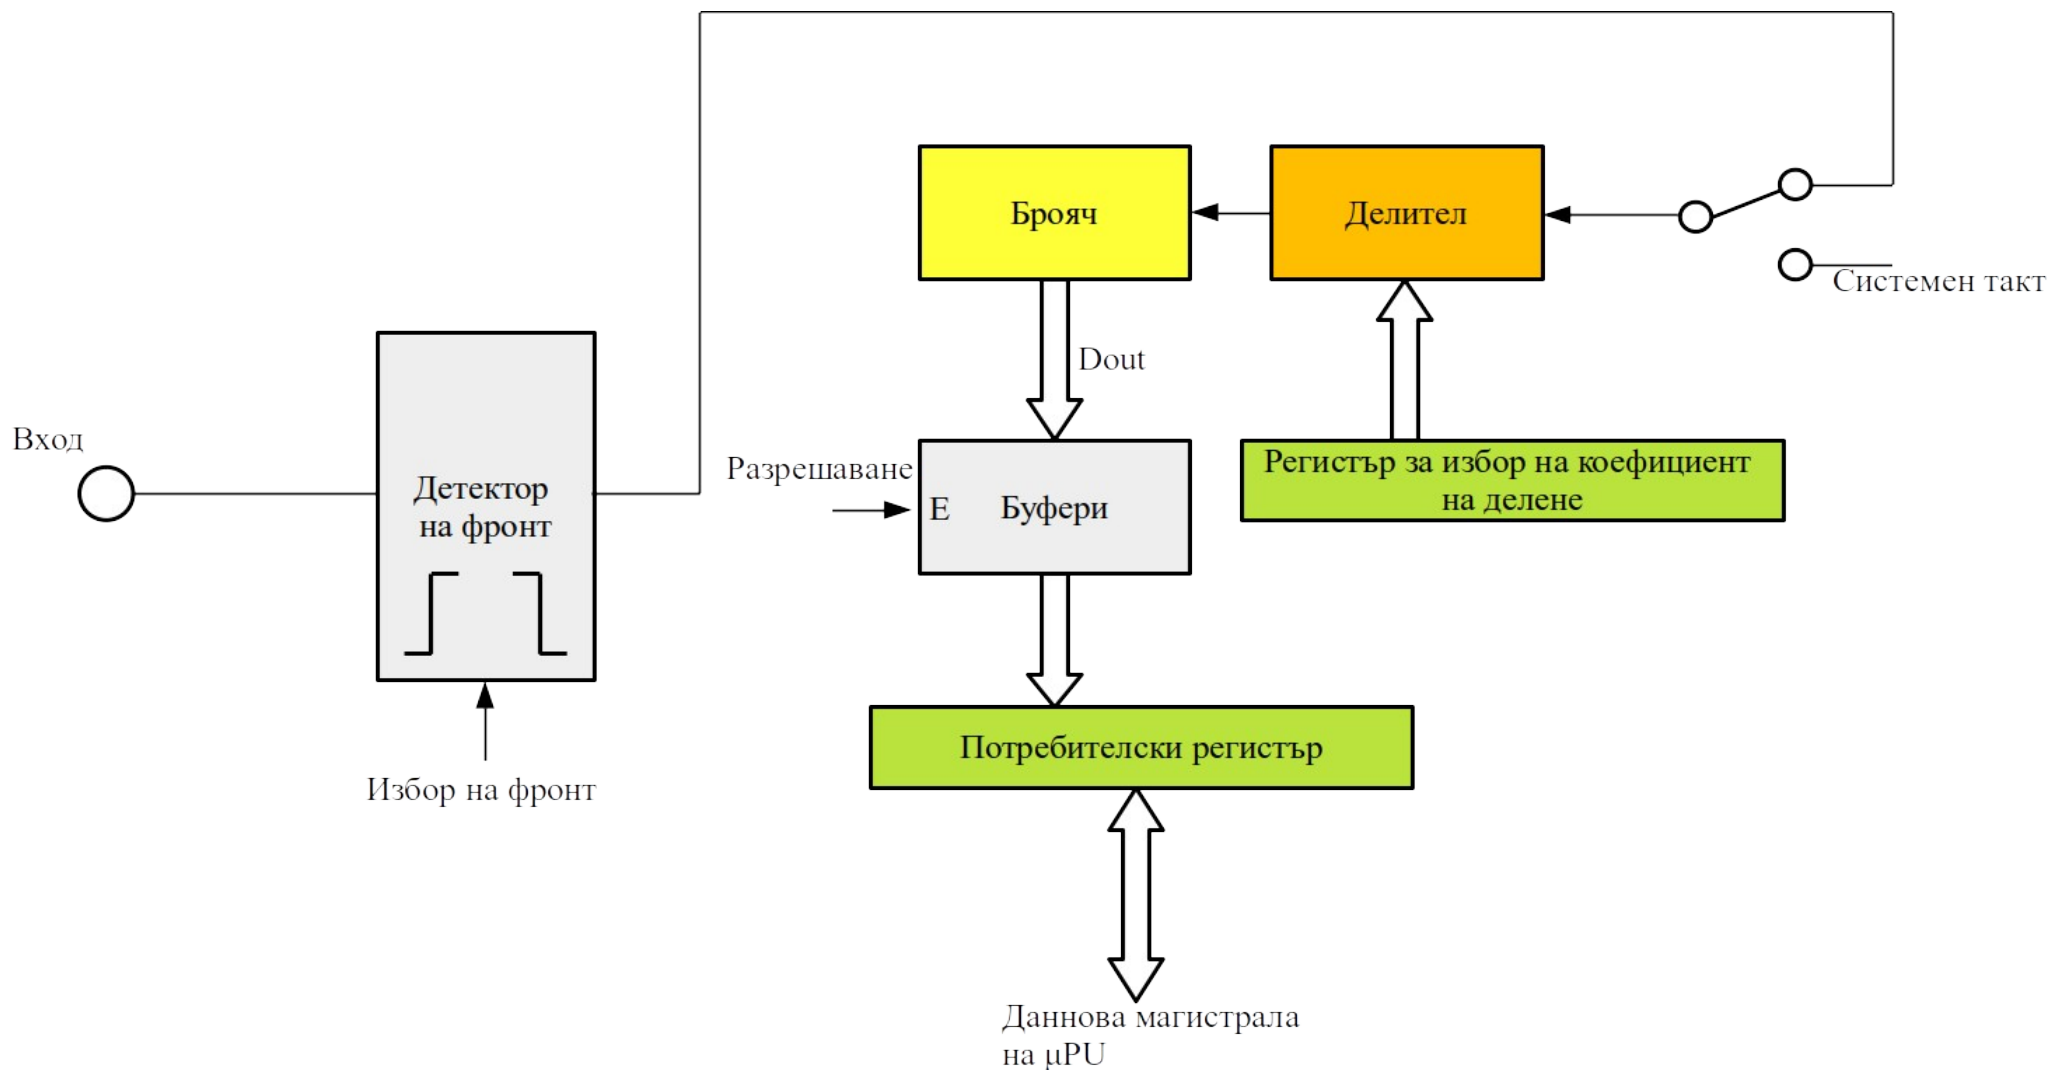 Брояч
Делител
Системен такт
Dout
Вход
Разрешаване
Е
Буфери
Регистър за избор на коефициент
на делене
Детектор
на фронт
Избор на фронт
Потребителски регистър
Даннова магистрала
на μPU